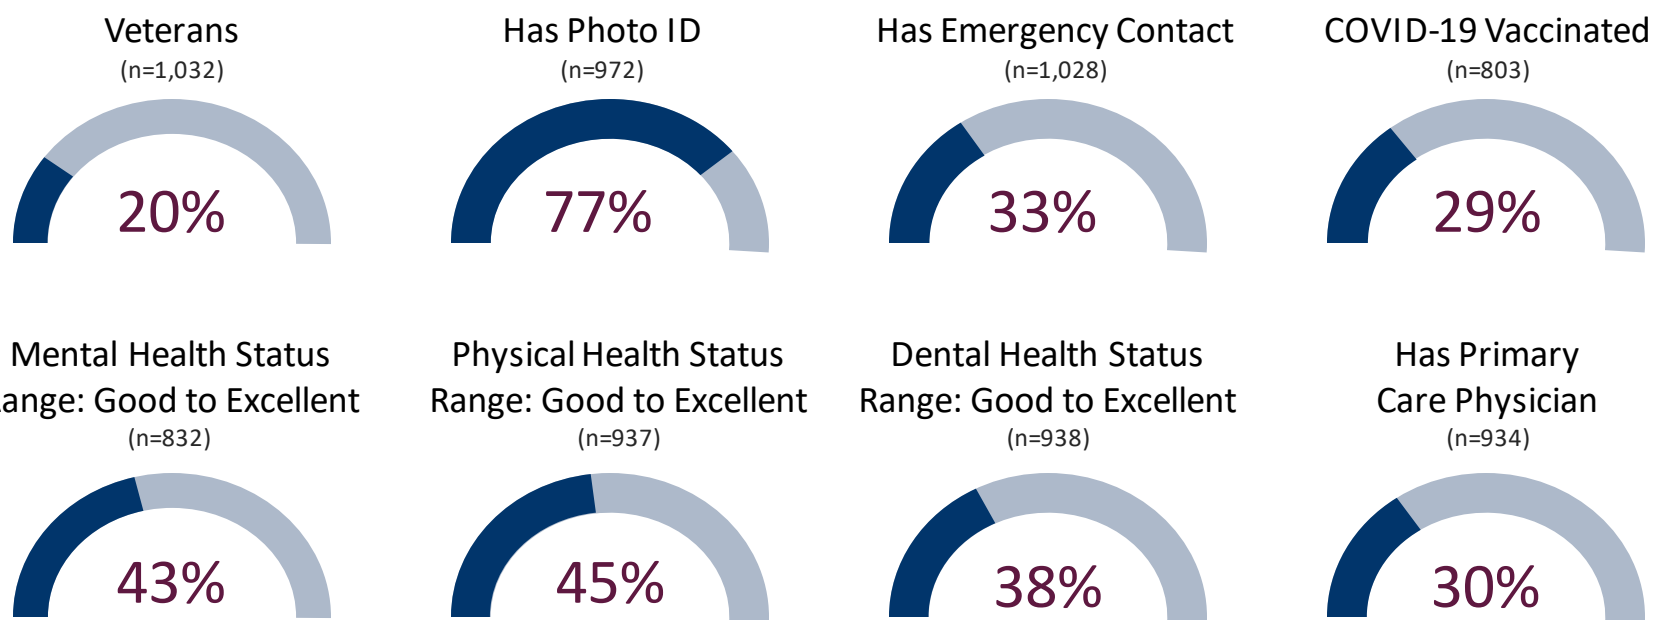 Veterans
(n=1,032)
20%
Has Photo ID
(n=972)
77%
Has Emergency Contact
(n=1,028)
33%
COVID-19 Vaccinated
(n=803)
29%
Mental Health Status
ange: Good to Excellent
(n=832)
43%
Physical Health Status
Range: Good to Excellent
(n=937)
45%
Dental Health Status
Range: Good to Excellent
(n=938)
38%
Has Primary
Care Physician
(n=934)
30%